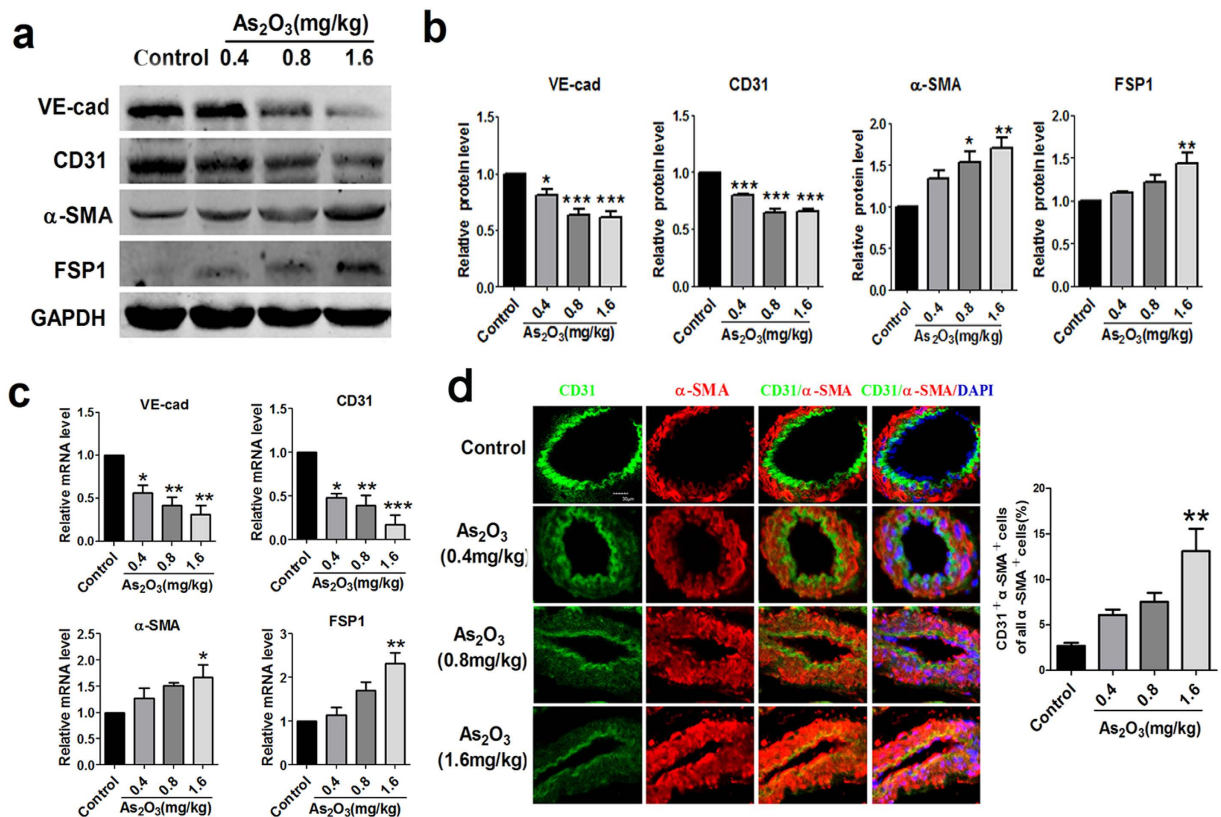 a
As₂O₃(mg/kg)
Control 0.4 0.8 1.6
VE-cad
CD31
α-SMA
FSP1
GAPDH
b
VE-cad
Relative protein level
1.5
1.0
0.5
0.0
*
***
***
Control 0.4 0.8 1.6
As₂O₃(mg/kg)
CD31
Relative protein level
1.5
1.0
0.5
0.0
***
***
***
Control 0.4 0.8 1.6
As₂O₃(mg/kg)
α-SMA
Relative protein level
2.0
1.5
1.0
0.5
0.0
*
**
Control 0.4 0.8 1.6
As₂O₃(mg/kg)
FSP1
Relative protein level
2.0
1.5
1.0
0.5
0.0
**
Control 0.4 0.8 1.6
As₂O₃(mg/kg)
c
VE-cad
Relative mRNA level
1.5
1.0
0.5
0.0
*
**
**
Control 0.4 0.8 1.6
As₂O₃(mg/kg)
CD31
Relative mRNA level
1.5
1.0
0.5
0.0
*
**
***
Control 0.4 0.8 1.6
As₂O₃(mg/kg)
α-SMA
Relative mRNA level
2.5
2.0
1.5
1.0
0.5
0.0
*
Control 0.4 0.8 1.6
As₂O₃(mg/kg)
FSP1
Relative mRNA level
3
2
1
0
**
Control 0.4 0.8 1.6
As₂O₃(mg/kg)
d
CD31 α-SMA CD31/α-SMA CD31/α-SMA/DAPI
Control
50μm
As₂O₃
(0.4mg/kg)
As₂O₃
(0.8mg/kg)
As₂O₃
(1.6mg/kg)
CD31⁺α-SMA⁺ cells
of all α-SMA⁺ cells(%)
20
15
10
5
0
**
Control 0.4 0.8 1.6
As₂O₃(mg/kg)